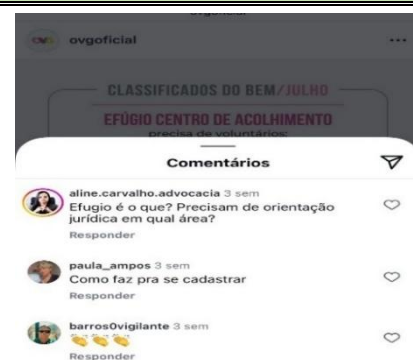 ovgoficial
CLASSIFICADOS DO BEM/JULHO
EFÚGIO CENTRO DE ACOLHIMENTO
precisa de voluntários:
Comentários
aline.carvalho.advocacia 3 sem
Efugio é o que? Precisam de orientação
jurídica em qual área?
Responder
paula_ampos 3 sem
Como faz pra se cadastrar
Responder
barros0vigilante 3 sem
👏👏👏
Responder